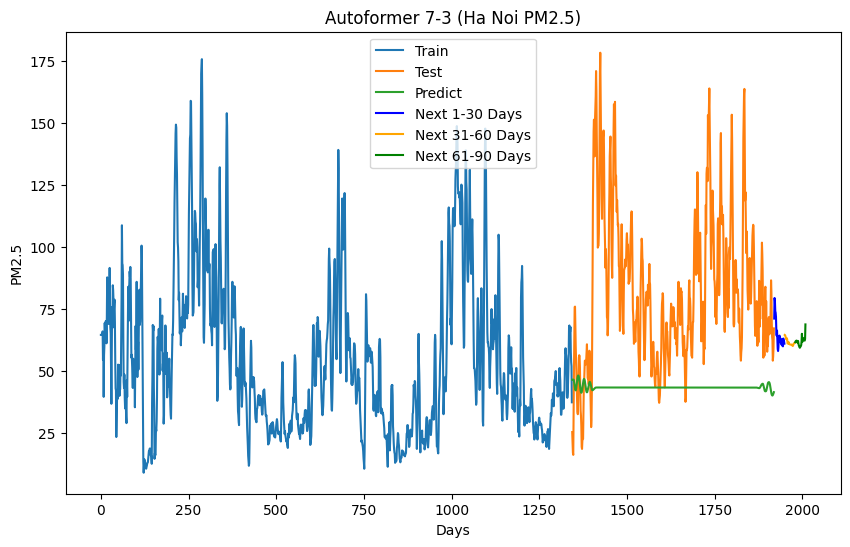 Autoformer 7-3 (Ha Noi PM2.5)
Train
Test
Predict
Next 1-30 Days
Next 31-60 Days
Next 61-90 Days
PM2.5
175
150
125
100
75
50
25
0
250
500
750
1000
1250
1500
1750
2000
Days